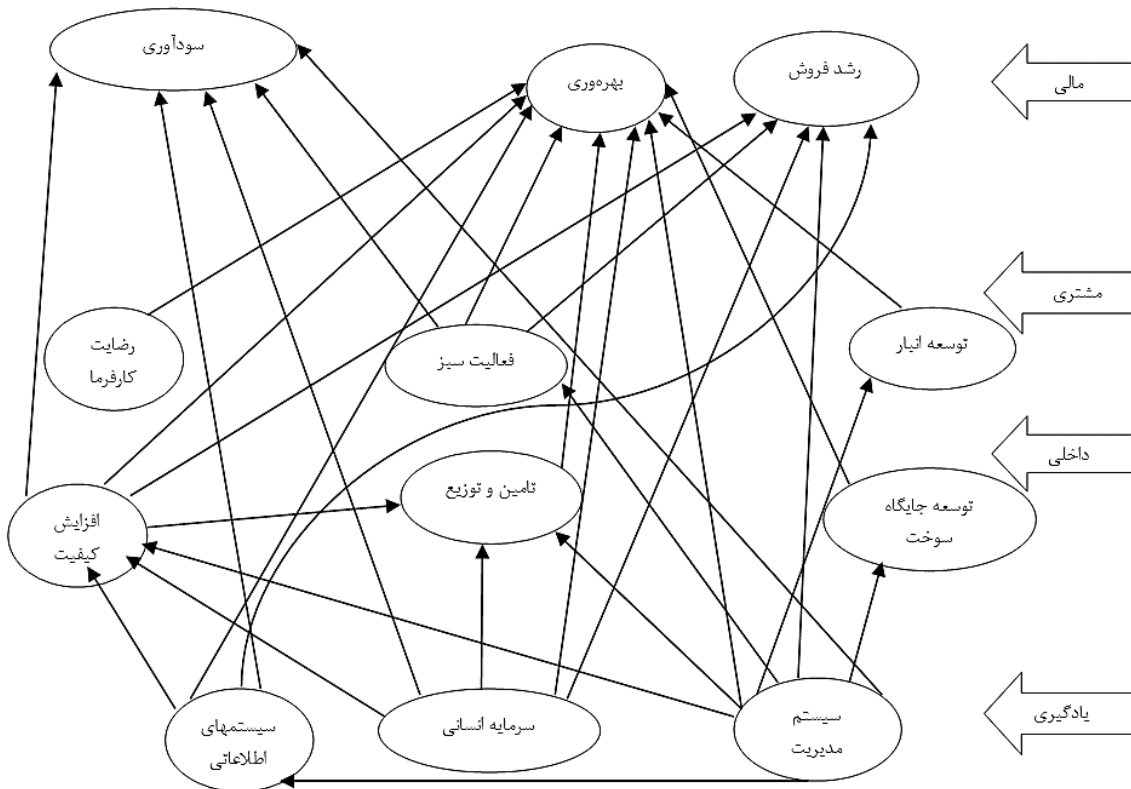 سودآوری
بهره‌وری
رشد فروش
مالی
رضایت
کارفرما
فعالیت سبز
توسعه انبار
مشتری
افزایش
کیفیت
تامین و توزیع
توسعه جایگاه
سوخت
داخلی
سیستمهای
اطلاعاتی
سرمایه انسانی
سیستم
مدیریت
یادگیری